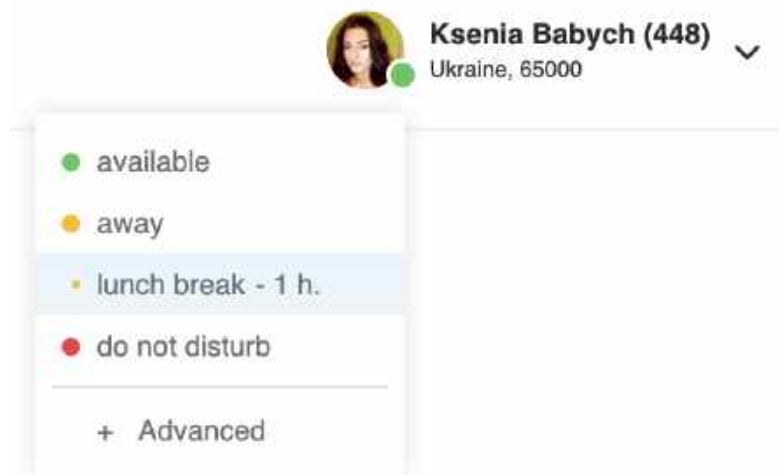 Ksenia Babych (448)
Ukraine, 65000
available
away
lunch break - 1 h.
do not disturb
+ Advanced